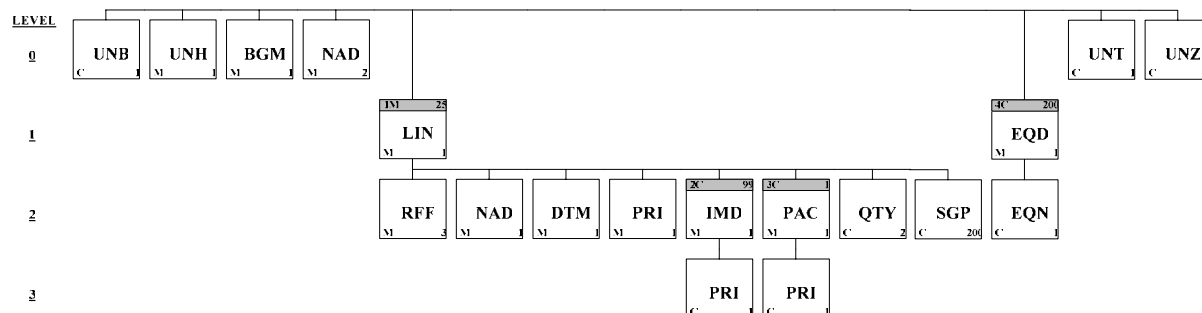 LEVEL
0
UNB
C 1
UNH
M 1
BGM
M 1
NAD
M 2
UNT
C 1
UNZ
C
1
1M 25
LIN
M 1
4C 200
EQD
M 1
2
RFF
M 3
NAD
M 1
DTM
M 1
PRI
M 1
2C 99
IMD
M 1
3C 1
PAC
M 1
QTY
C 2
SGP
C 200
EQN
C 1
3
PRI
C 1
PRI
C 1